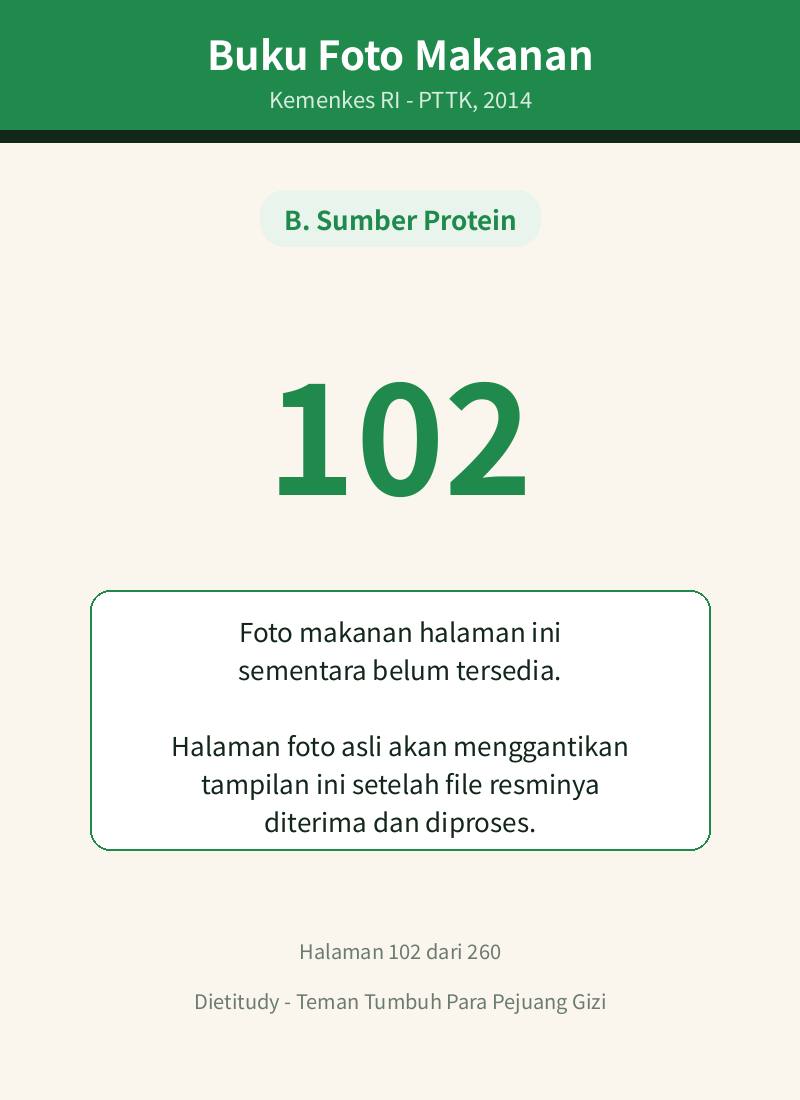 Buku Foto Makanan
Kemenkes RI - PTTK, 2014
B. Sumber Protein
102
Foto makanan halaman ini
sementara belum tersedia.
Halaman foto asli akan menggantikan
tampilan ini setelah file resminya
diterima dan diproses.
Halaman 102 dari 260
Dietitudy - Teman Tumbuh Para Pejuang Gizi